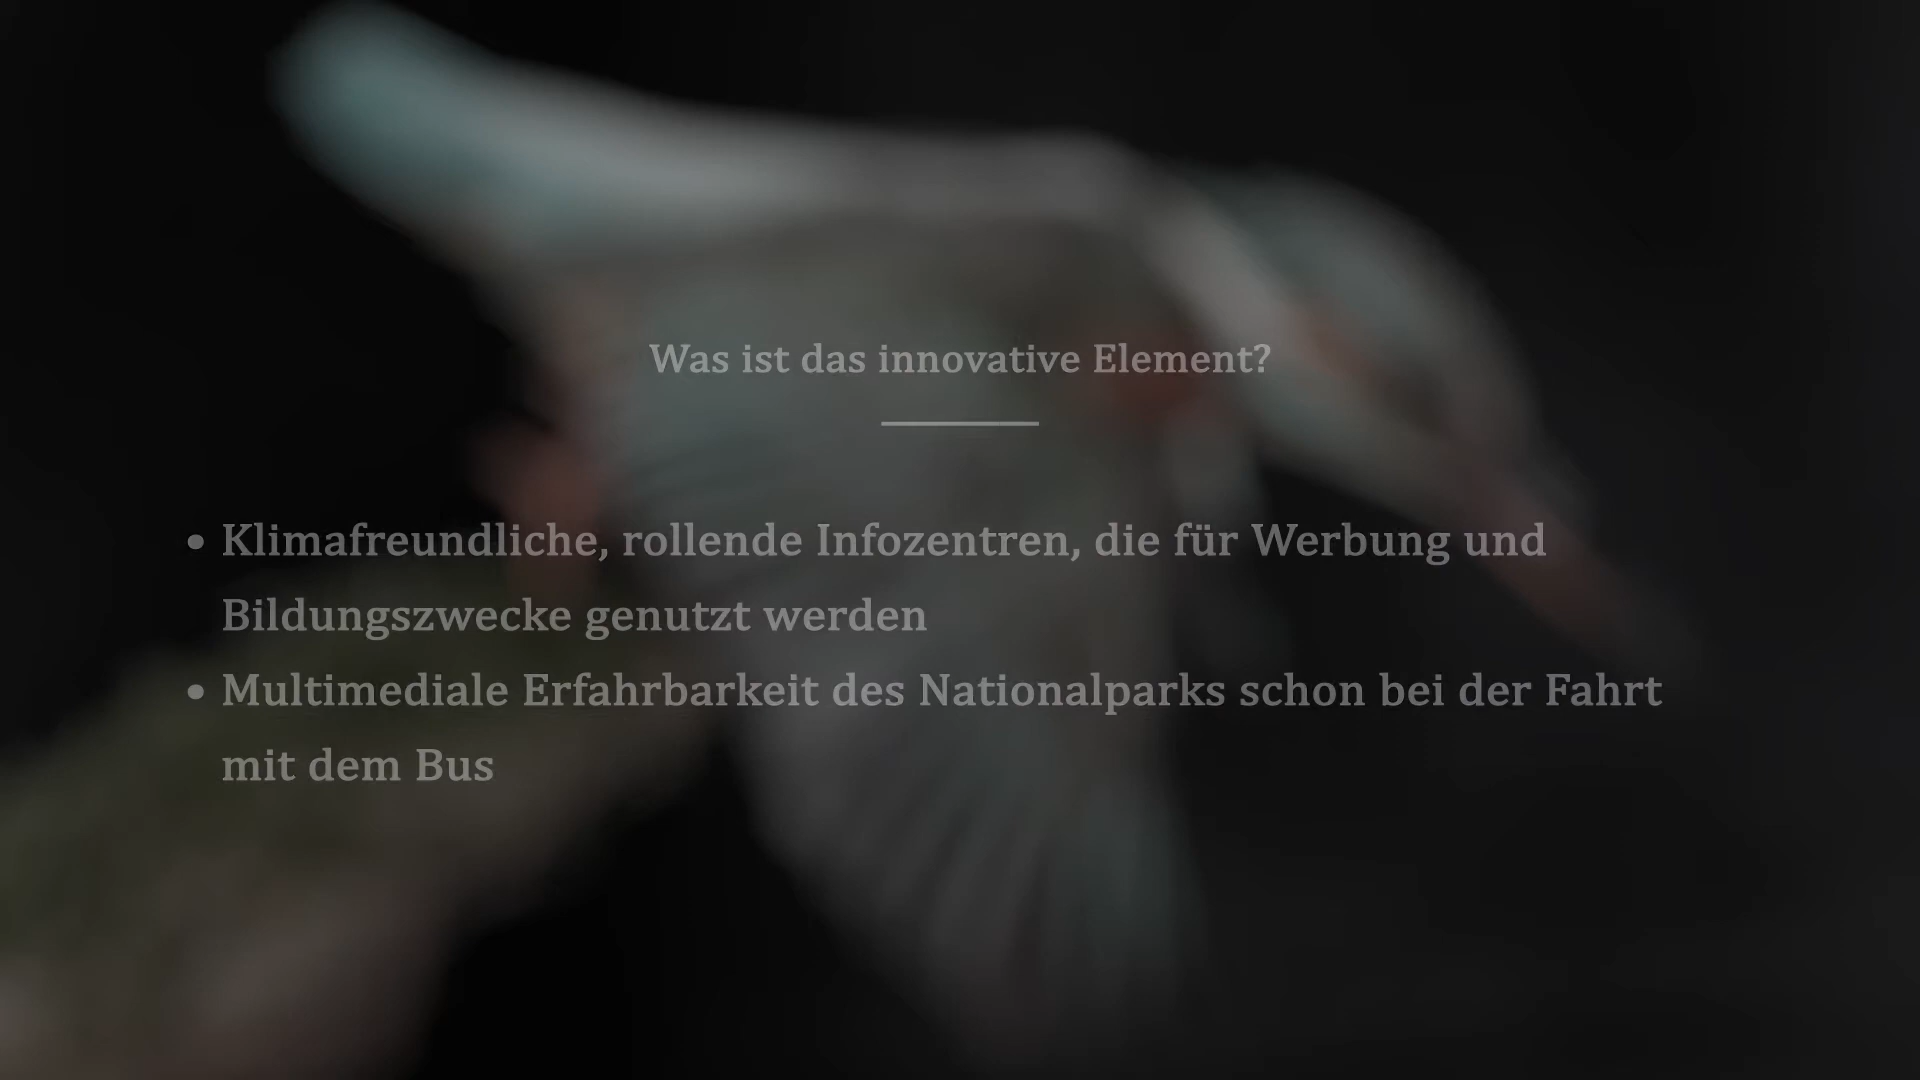 Was ist das innovative Element?
• Klimafreundliche, rollende Infozentren, die für Werbung und
Bildungszwecke genutzt werden
• Multimediale Erfahrbarkeit des Nationalparks schon bei der Fahrt
mit dem Bus